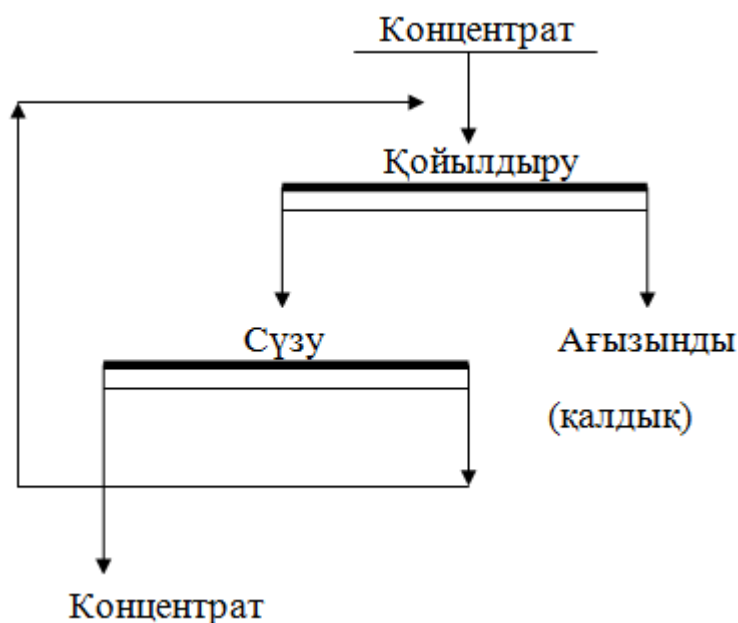 Концентрат
Қойылдыру
Сүзу
Ағызынды
(қалдық)
Концентрат